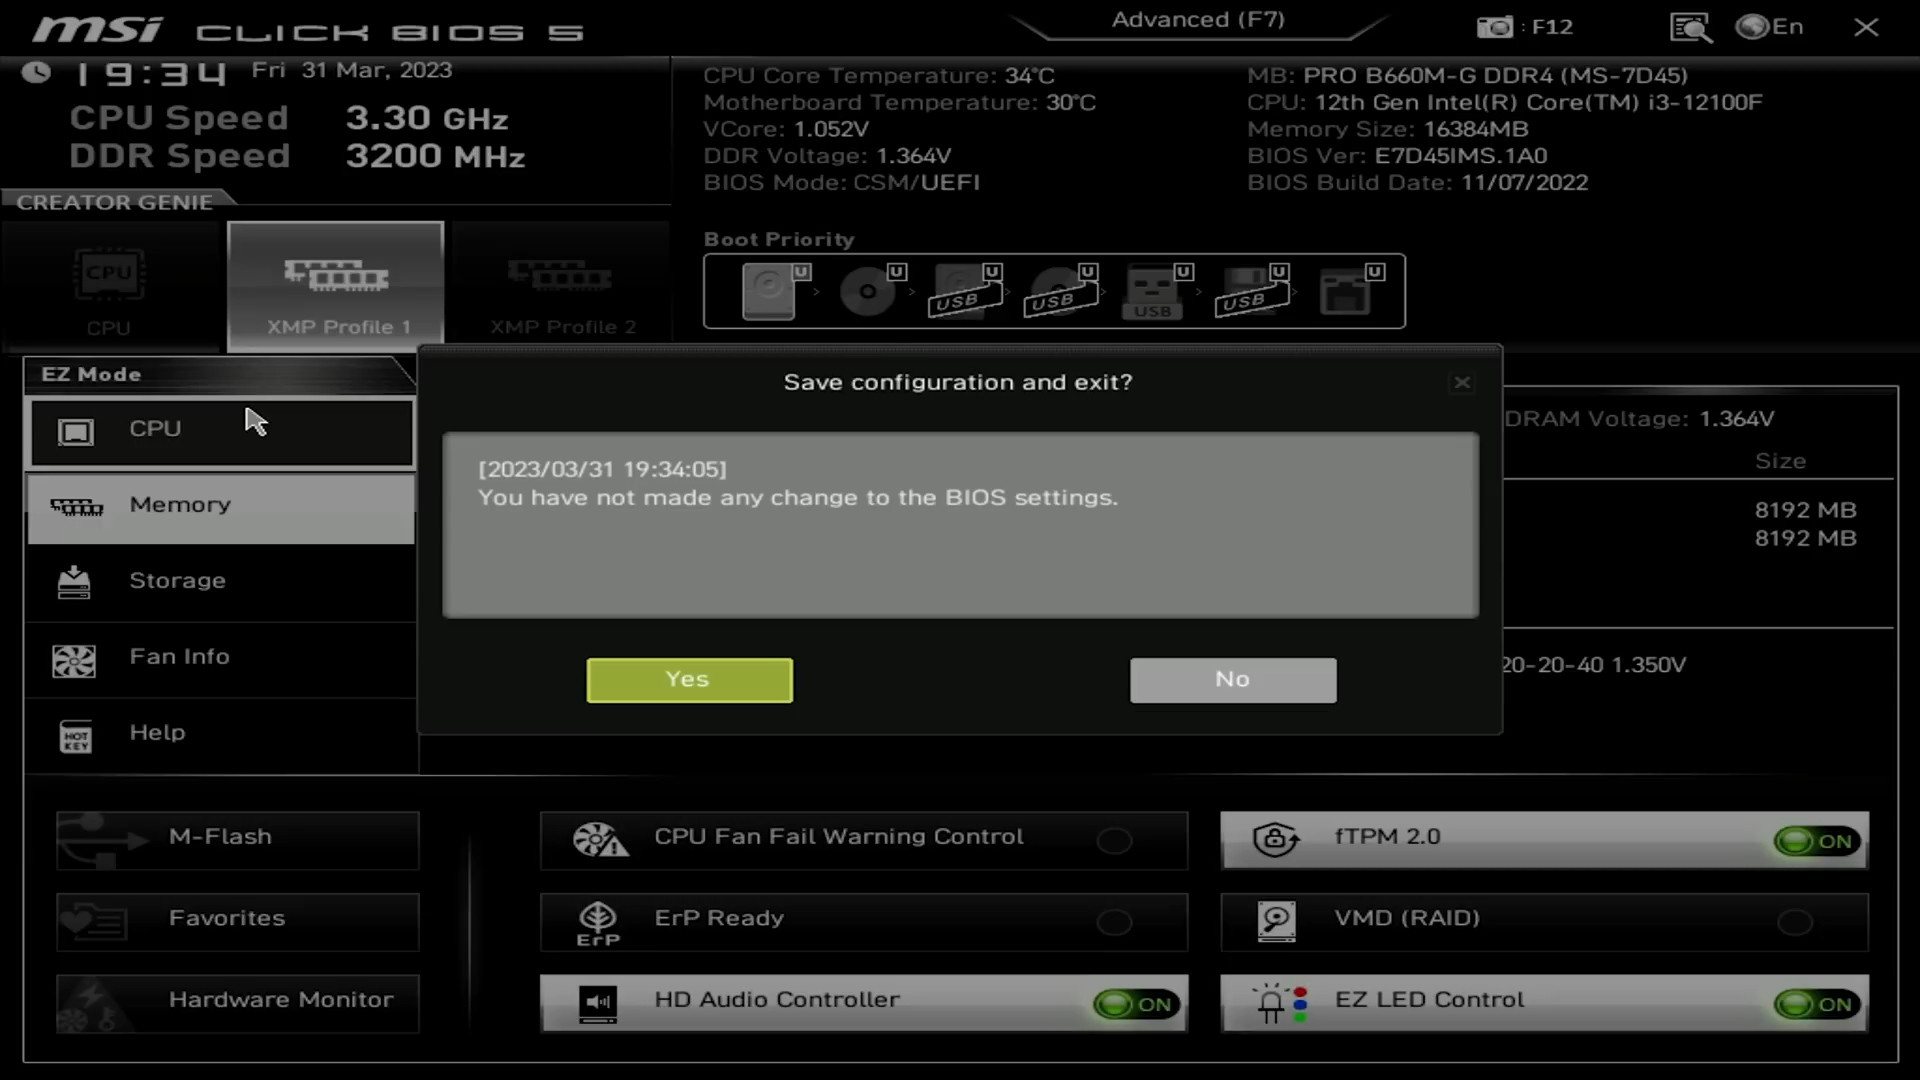 msi CLICK BIOS 5
Advanced (F7)
: F12
En
19:34 Fri 31 Mar, 2023
CPU Speed 3.30 GHz
DDR Speed 3200 MHz
CPU Core Temperature: 34°C
Motherboard Temperature: 30°C
VCore: 1.052V
DDR Voltage: 1.364V
BIOS Mode: CSM/UEFI
MB: PRO B660M-G DDR4 (MS-7D45)
CPU: 12th Gen Intel(R) Core(TM) i3-12100F
Memory Size: 16384MB
BIOS Ver: E7D45IMS.1A0
BIOS Build Date: 11/07/2022
CREATOR GENIE
CPU
CPU
XMP Profile 1
XMP Profile 2
Boot Priority
U U U U U U U
USB USB USB USB
EZ Mode
CPU
Memory
Storage
Fan Info
HOT KEY
Help
Save configuration and exit?
[2023/03/31 19:34:05]
You have not made any change to the BIOS settings.
Yes
No
DRAM Voltage: 1.364V
Size
8192 MB
8192 MB
20-20-40 1.350V
M-Flash
Favorites
Hardware Monitor
CPU Fan Fail Warning Control
ErP
ErP Ready
HD Audio Controller ON
fTPM 2.0 ON
VMD (RAID)
EZ LED Control ON